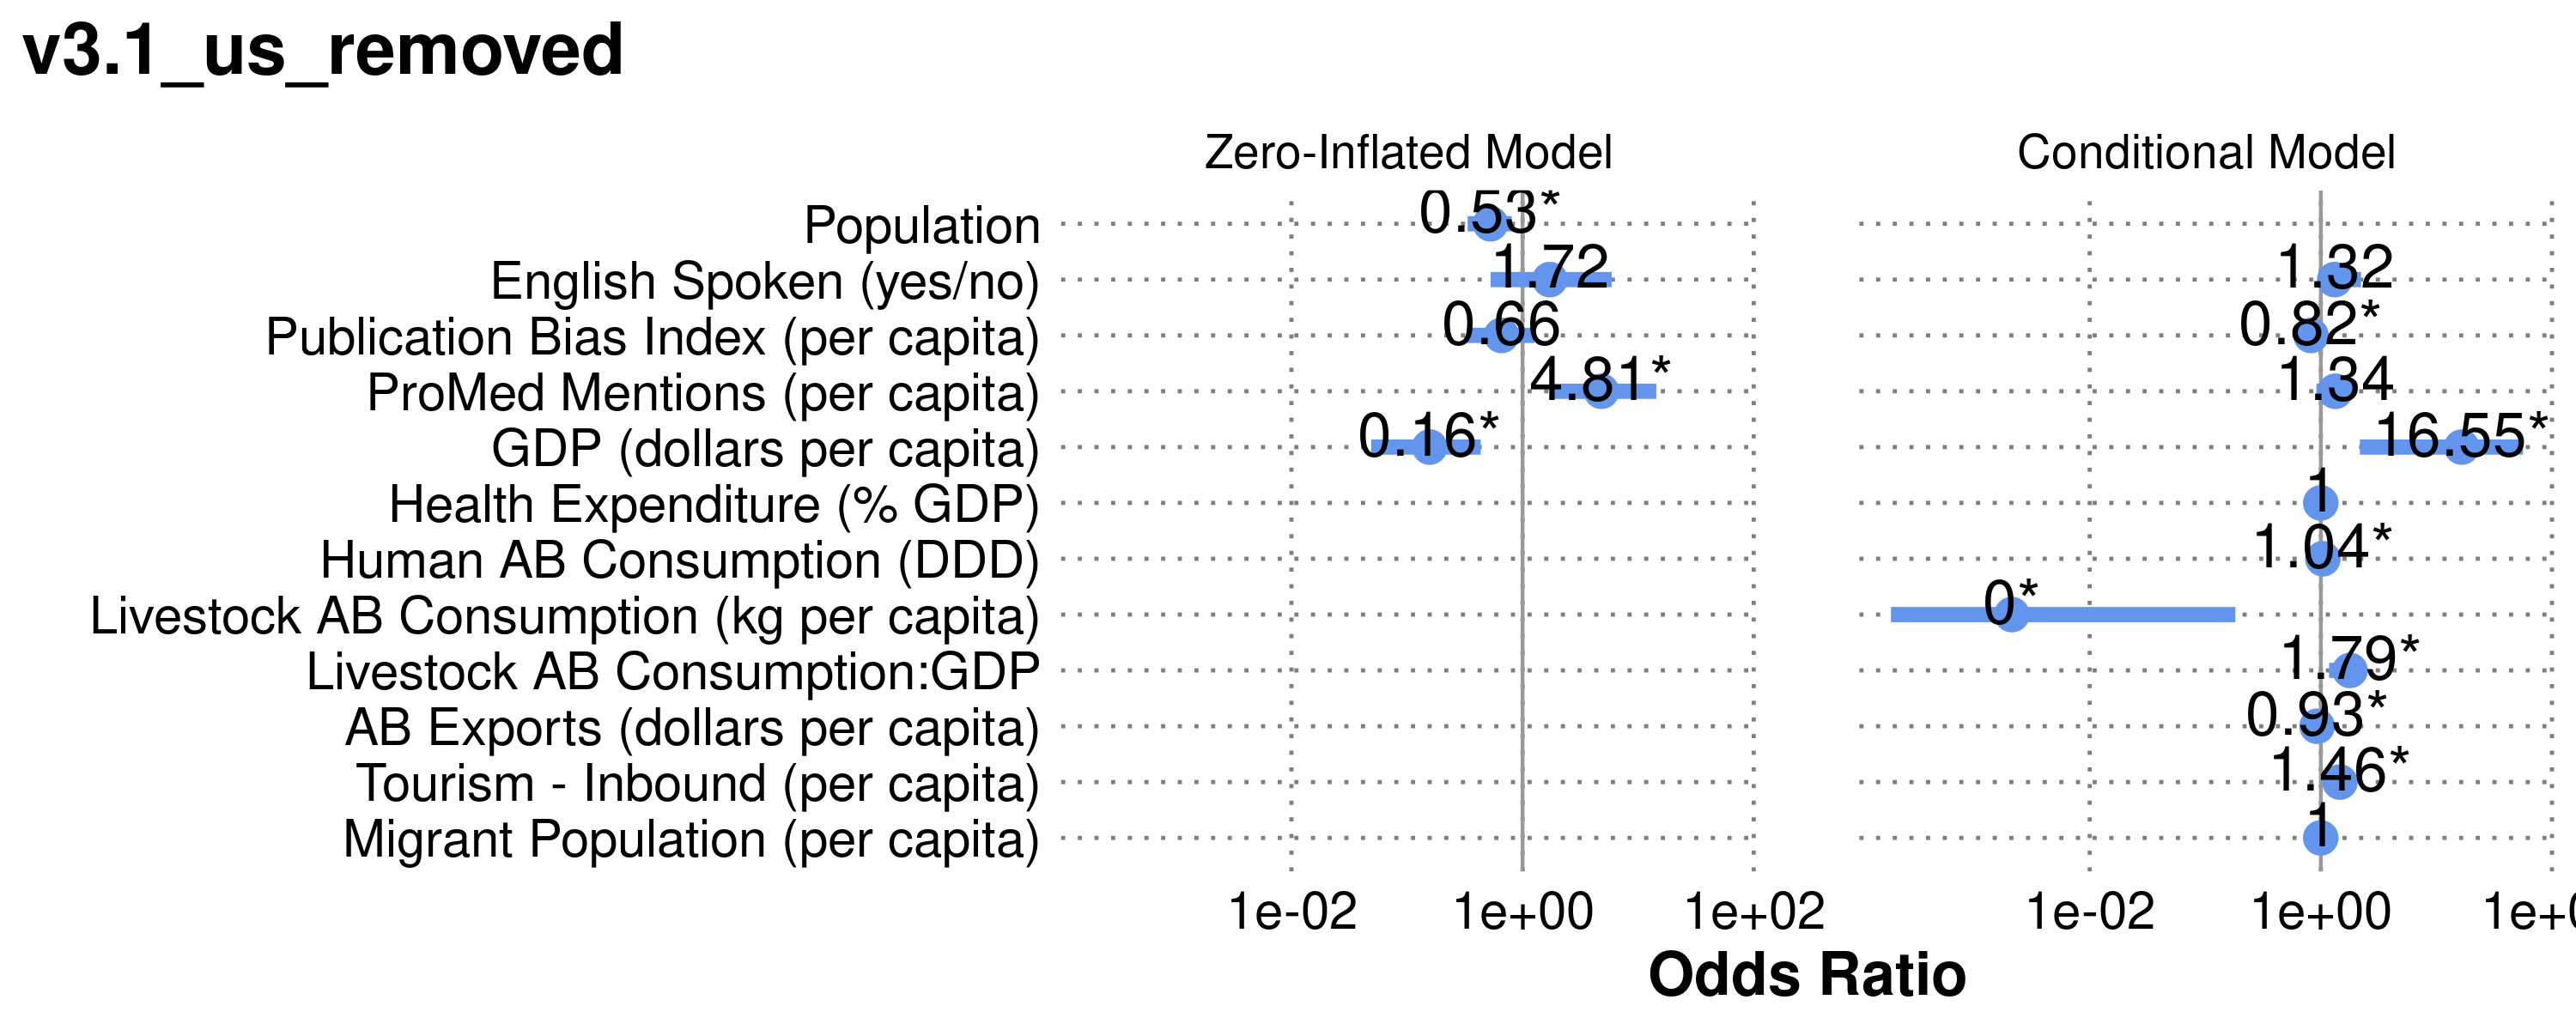 v3.1_us_removed
Zero-Inflated Model Conditional Model
Population 0.53*
English Spoken (yes/no) 1.72 1.32
Publication Bias Index (per capita) 0.66 0.82*
ProMed Mentions (per capita) 4.81* 1.34
GDP (dollars per capita) 0.16* 16.55*
Health Expenditure (% GDP) 1
Human AB Consumption (DDD) 1.04*
Livestock AB Consumption (kg per capita) 0*
Livestock AB Consumption:GDP 1.79*
AB Exports (dollars per capita) 0.93*
Tourism - Inbound (per capita) 1.46*
Migrant Population (per capita) 1
1e-02 1e+00 1e+02 1e-02 1e+00
Odds Ratio